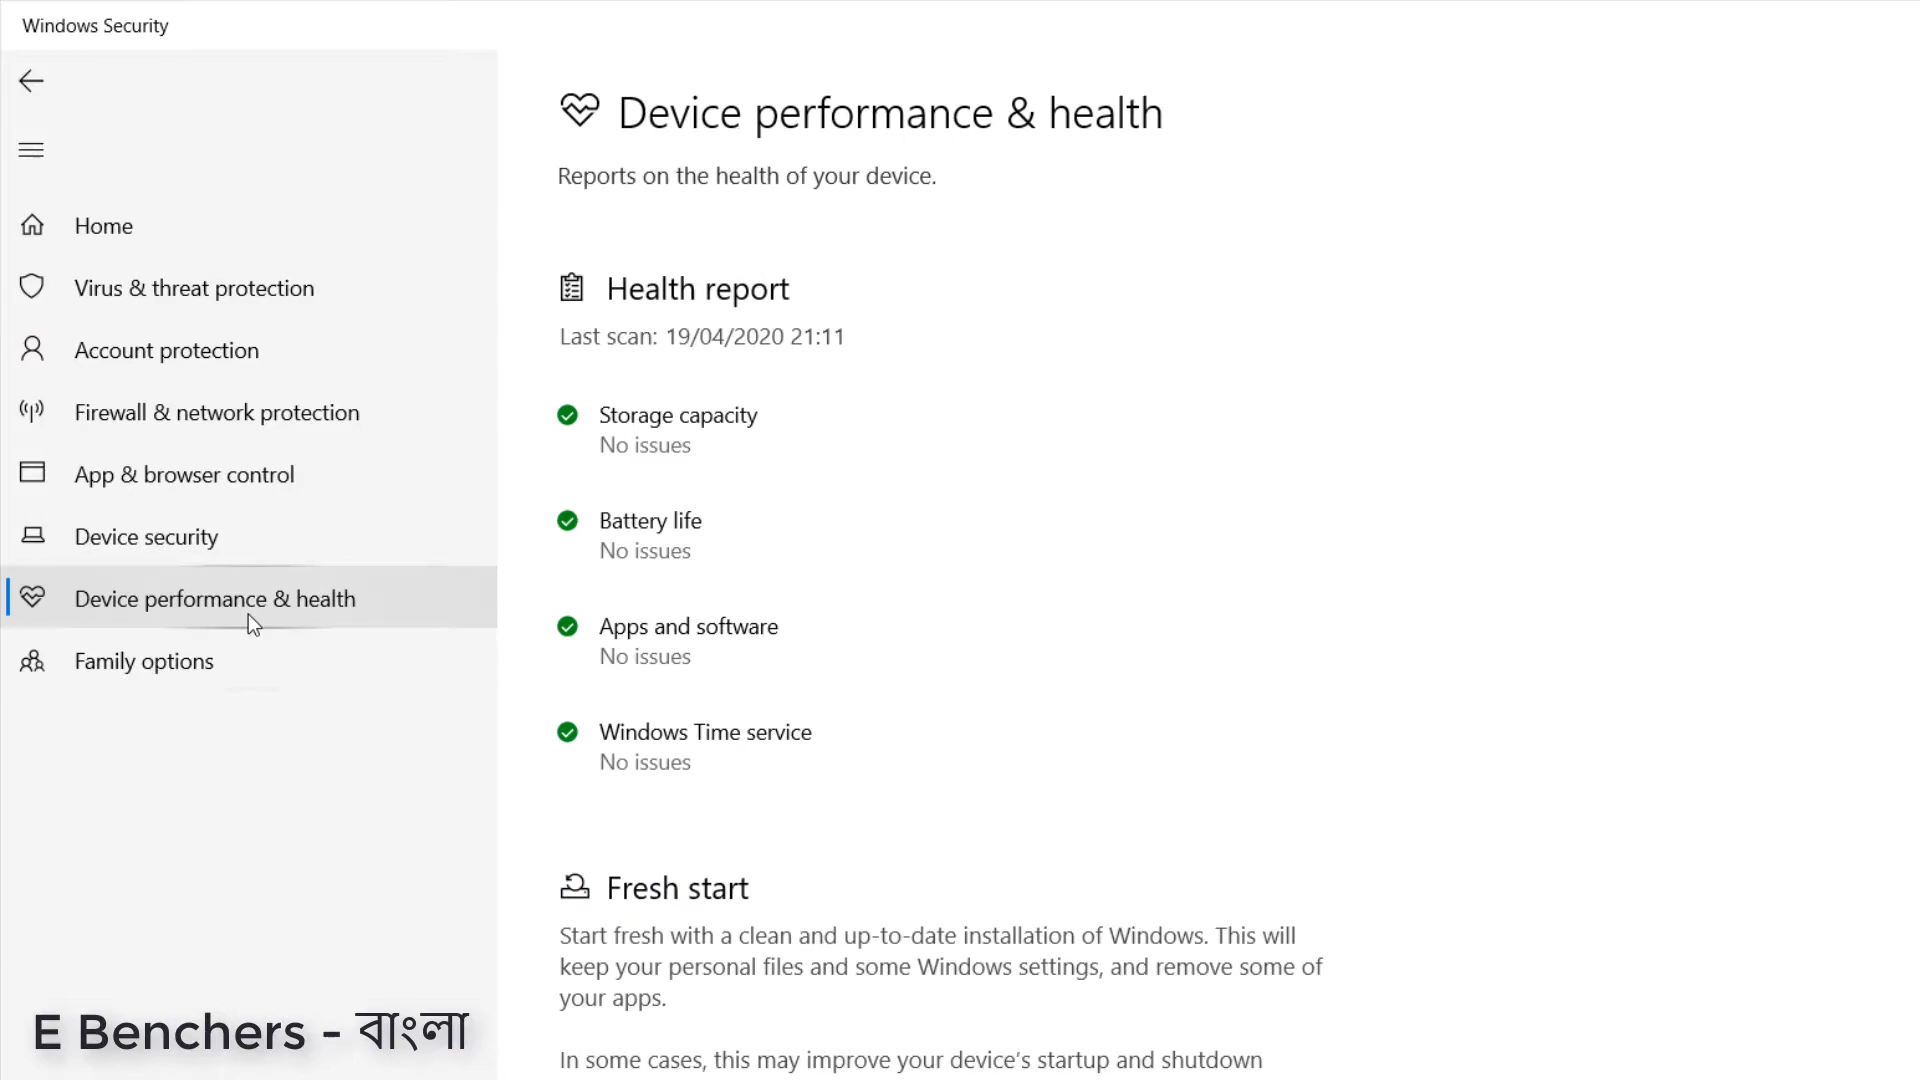 Windows Security
Home
Virus & threat protection
Account protection
Firewall & network protection
App & browser control
Device security
Device performance & health
Family options
E Benchers - বাংলা
Device performance & health
Reports on the health of your device.
Health report
Last scan: 19/04/2020 21:11
Storage capacity
No issues
Battery life
No issues
Apps and software
No issues
Windows Time service
No issues
Fresh start
Start fresh with a clean and up-to-date installation of Windows. This will
keep your personal files and some Windows settings, and remove some of
your apps.
In some cases, this may improve your device's startup and shutdown